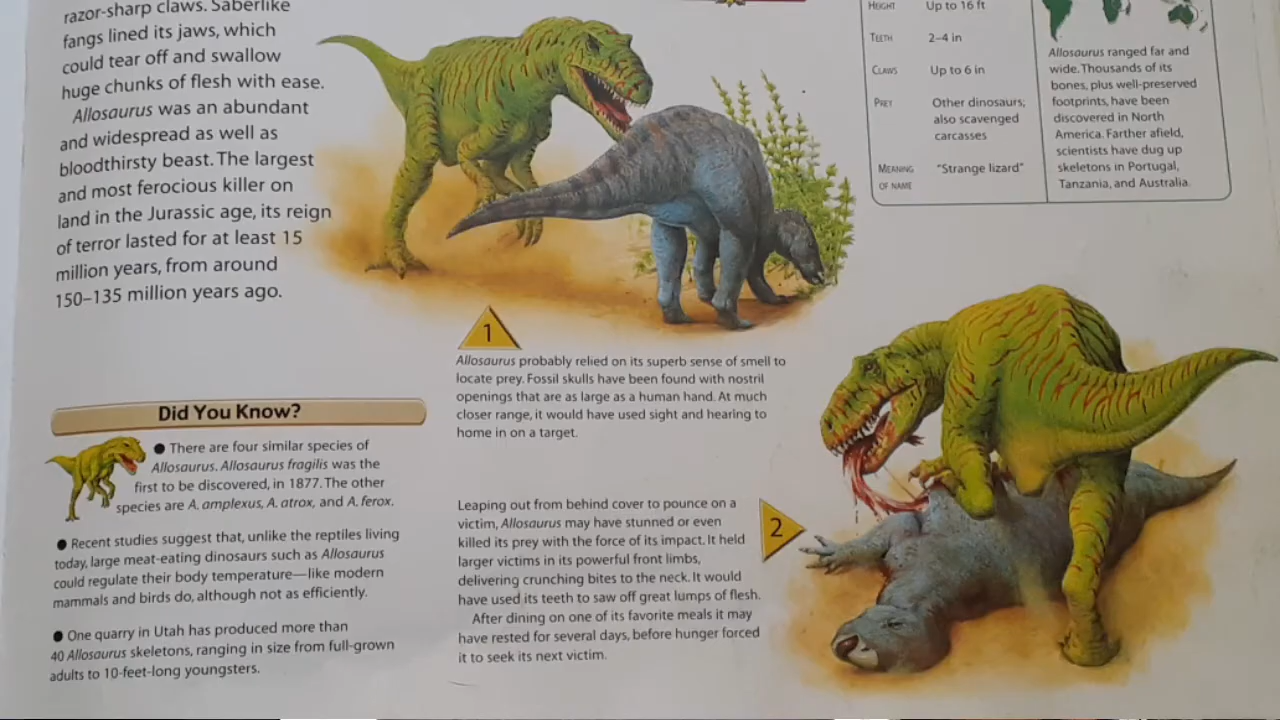 razor-sharp claws. Saberlike
fangs lined its jaws, which
could tear off and swallow
huge chunks of flesh with ease.
Allosaurus was an abundant
and widespread as well as
bloodthirsty beast. The largest
and most ferocious killer on
land in the Jurassic age, its reign
of terror lasted for at least 15
million years, from around
150–135 million years ago.
HEIGHT Up to 16 ft
TEETH 2–4 in
CLAWS Up to 6 in
PREY Other dinosaurs;
also scavenged
carcasses
MEANING "Strange lizard"
OF NAME
Allosaurus ranged far and
wide. Thousands of its
bones, plus well-preserved
footprints, have been
discovered in North
America. Farther afield,
scientists have dug up
skeletons in Portugal,
Tanzania, and Australia.
1
Allosaurus probably relied on its superb sense of smell to
locate prey. Fossil skulls have been found with nostril
openings that are as large as a human hand. At much
closer range, it would have used sight and hearing to
home in on a target.
Did You Know?
● There are four similar species of
Allosaurus. Allosaurus fragilis was the
first to be discovered, in 1877. The other
species are A. amplexus, A. atrox, and A. ferox.
● Recent studies suggest that, unlike the reptiles living
today, large meat-eating dinosaurs such as Allosaurus
could regulate their body temperature—like modern
mammals and birds do, although not as efficiently.
● One quarry in Utah has produced more than
40 Allosaurus skeletons, ranging in size from full-grown
adults to 10-feet-long youngsters.
2
Leaping out from behind cover to pounce on a
victim, Allosaurus may have stunned or even
killed its prey with the force of its impact. It held
larger victims in its powerful front limbs,
delivering crunching bites to the neck. It would
have used its teeth to saw off great lumps of flesh.
After dining on one of its favorite meals it may
have rested for several days, before hunger forced
it to seek its next victim.